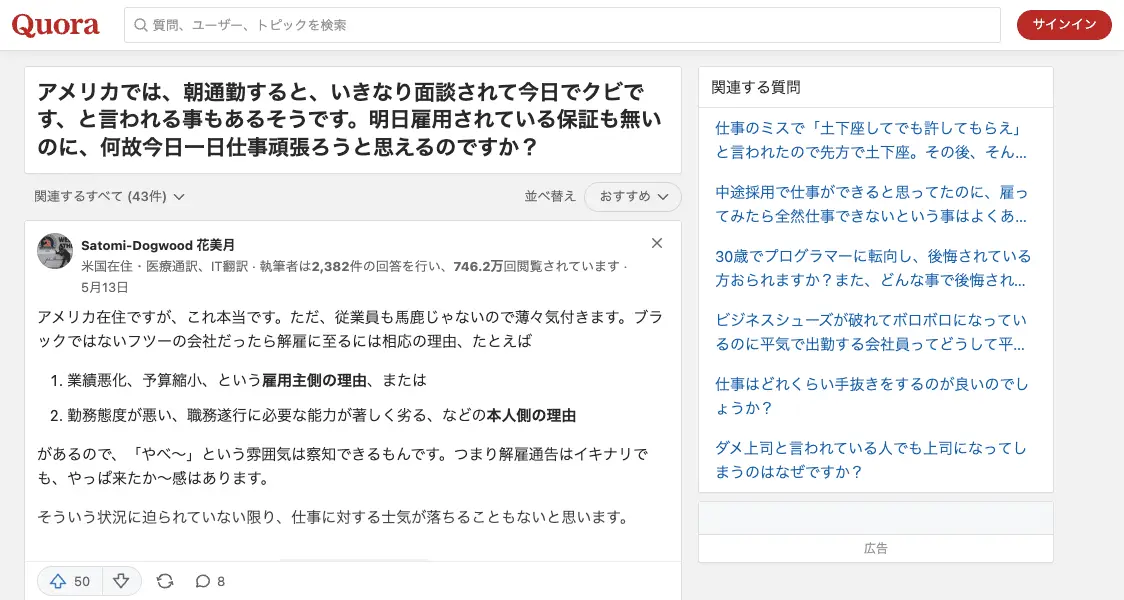 Quora
質問、ユーザー、トピックを検索
サインイン
アメリカでは、朝通勤すると、いきなり面談されて今日でクビで
す、と言われる事もあるそうです。明日雇用されている保証も無い
のに、何故今日一日仕事頑張ろうと思えるのですか？
関連するすべて (43件)
並べ替え
おすすめ
Satomi-Dogwood 花美月
米国在住・医療通訳、IT翻訳 · 執筆者は2,382件の回答を行い、746.2万回閲覧されています ·
5月13日
アメリカ在住ですが、これ本当です。ただ、従業員も馬鹿じゃないので薄々気付きます。ブラ
ックではないフツーの会社だったら解雇に至るには相応の理由、たとえば
1. 業績悪化、予算縮小、という雇用主側の理由、または
2. 勤務態度が悪い、職務遂行に必要な能力が著しく劣る、などの本人側の理由
があるので、「やべ〜」という雰囲気は察知できるもんです。つまり解雇通告はイキナリで
も、やっぱ来たか〜感はあります。
そういう状況に迫られていない限り、仕事に対する士気が落ちることもないと思います。
50
8
関連する質問
仕事のミスで「土下座してでも許してもらえ」
と言われたので先方で土下座。その後、そん...
中途採用で仕事ができると思ってたのに、雇っ
てみたら全然仕事できないという事はよくあ...
30歳でプログラマーに転向し、後悔されている
方おられますか？また、どんな事で後悔され...
ビジネスシューズが破れてボロボロになってい
るのに平気で出勤する会社員ってどうして平...
仕事はどれくらい手抜きをするのが良いのでし
ょうか？
ダメ上司と言われている人でも上司になってし
まうのはなぜですか？
広告